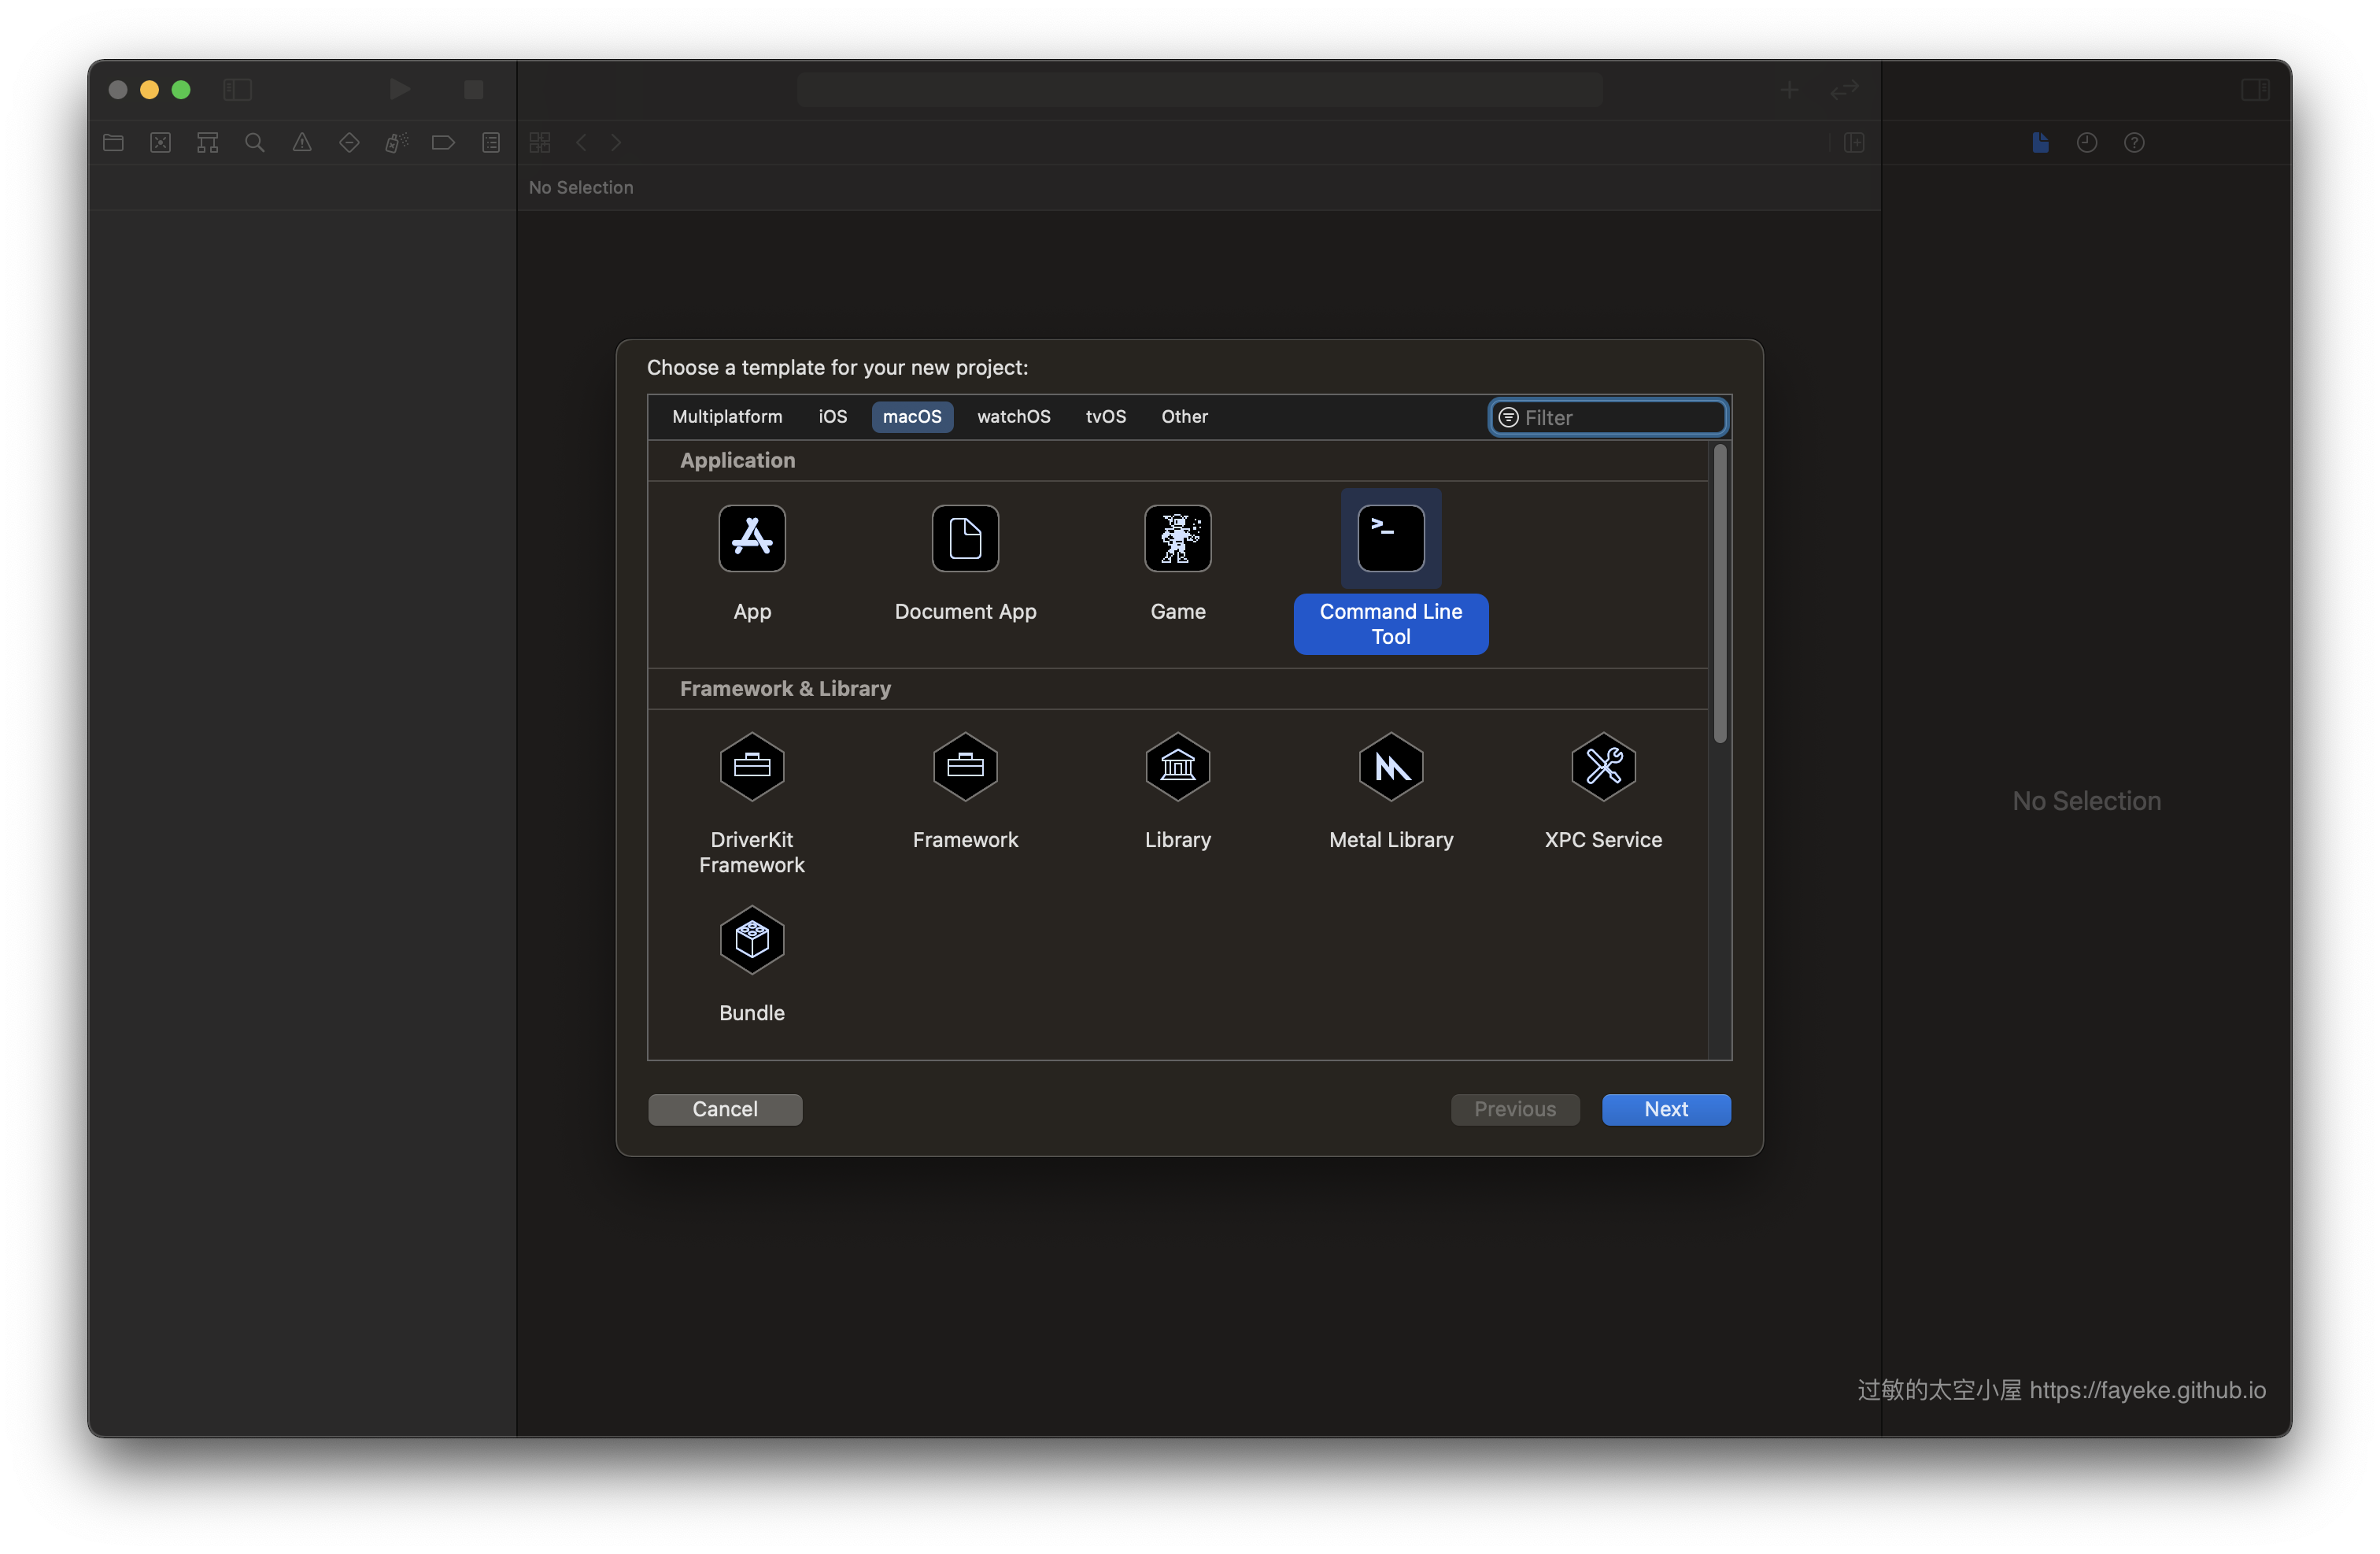 No Selection
Choose a template for your new project:
Multiplatform iOS macOS watchOS tvOS Other Filter
Application
>_
App Document App Game Command Line
Tool
Framework & Library
DriverKit Framework Library Metal Library XPC Service
Framework
Bundle
No Selection
Cancel Previous Next
过敏的太空小屋 https://fayeke.github.io